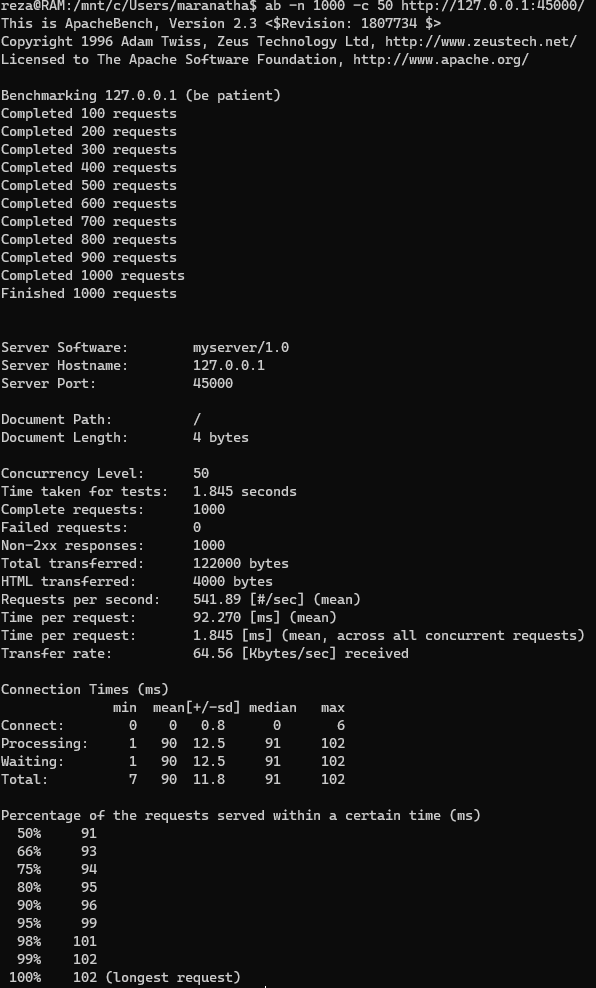 reza@RAM:/mnt/c/Users/maranatha$ ab -n 1000 -c 50 http://127.0.0.1:45000/
This is ApacheBench, Version 2.3 <$Revision: 1807734 $>
Copyright 1996 Adam Twiss, Zeus Technology Ltd, http://www.zeustech.net/
Licensed to The Apache Software Foundation, http://www.apache.org/

Benchmarking 127.0.0.1 (be patient)
Completed 100 requests
Completed 200 requests
Completed 300 requests
Completed 400 requests
Completed 500 requests
Completed 600 requests
Completed 700 requests
Completed 800 requests
Completed 900 requests
Completed 1000 requests
Finished 1000 requests


Server Software:        myserver/1.0
Server Hostname:        127.0.0.1
Server Port:            45000

Document Path:          /
Document Length:        4 bytes

Concurrency Level:      50
Time taken for tests:   1.845 seconds
Complete requests:      1000
Failed requests:        0
Non-2xx responses:      1000
Total transferred:      122000 bytes
HTML transferred:       4000 bytes
Requests per second:    541.89 [#/sec] (mean)
Time per request:       92.270 [ms] (mean)
Time per request:       1.845 [ms] (mean, across all concurrent requests)
Transfer rate:          64.56 [Kbytes/sec] received

Connection Times (ms)
              min  mean[+/-sd] median   max
Connect:        0    0   0.8      0       6
Processing:     1   90  12.5     91     102
Waiting:        1   90  12.5     91     102
Total:          7   90  11.8     91     102

Percentage of the requests served within a certain time (ms)
  50%     91
  66%     93
  75%     94
  80%     95
  90%     96
  95%     99
  98%    101
  99%    102
 100%    102 (longest request)